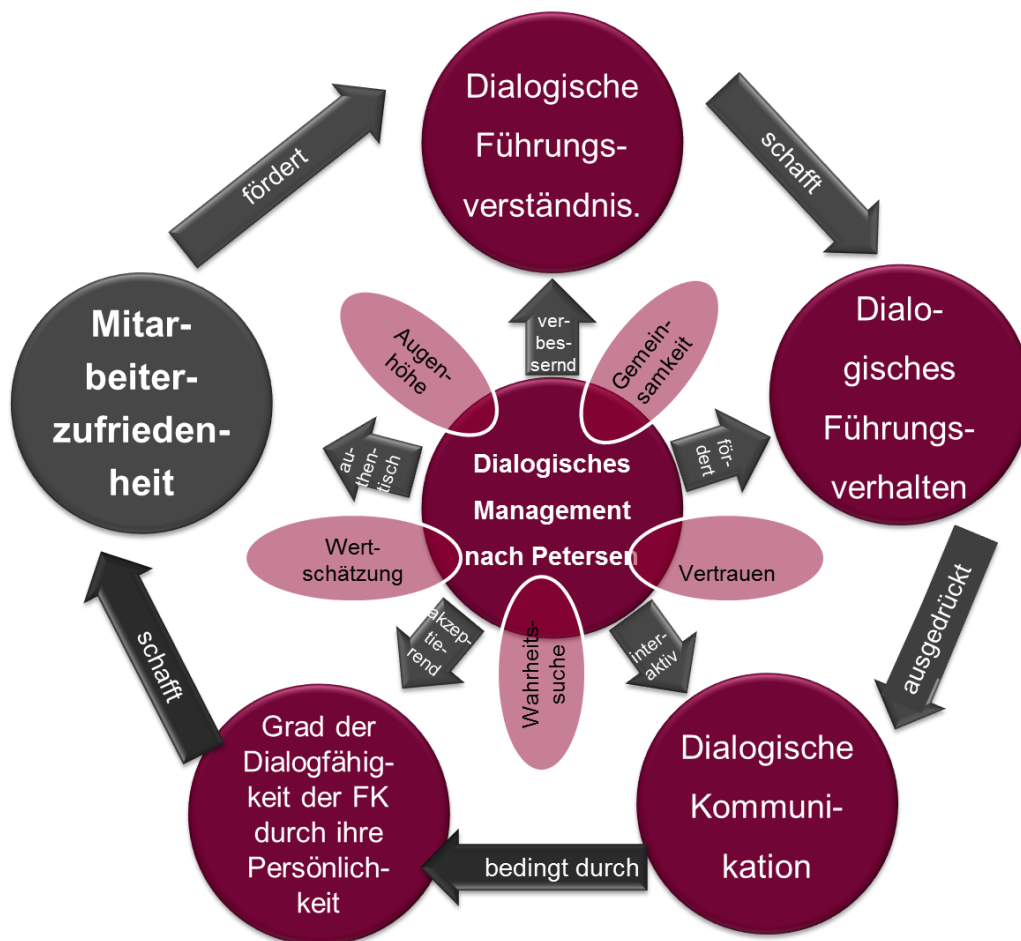 Dialogische
Führungs-
verständnis.
fördert
schafft
Mitar-
beiter-
zufrieden-
heit
Augen-
höhe
ver-
bes-
sernd
Gemein-
samkeit
Dialo-
gisches
Führungs-
verhalten
au-
then-
tisch
Dialogisches
Management
nach Petersen
för-
dert
Wert-
schätzung
Vertrauen
akzep-
tie-
rend
Wahrheits-
suche
inter-
aktiv
ausgedrückt
schafft
Grad der
Dialogfähig-
keit der FK
durch ihre
Persönlich-
keit
bedingt durch
Dialogische
Kommuni-
kation